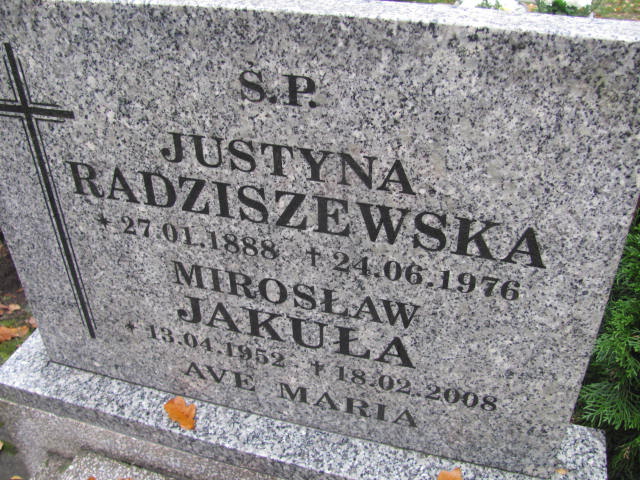 Ś.P.
JUSTYNA
RADZISZEWSKA
* 27.01.1888 † 24.06.1976
MIROSŁAW
JAKUŁA
* 13.04.1952 † 18.02.2008
AVE MARIA